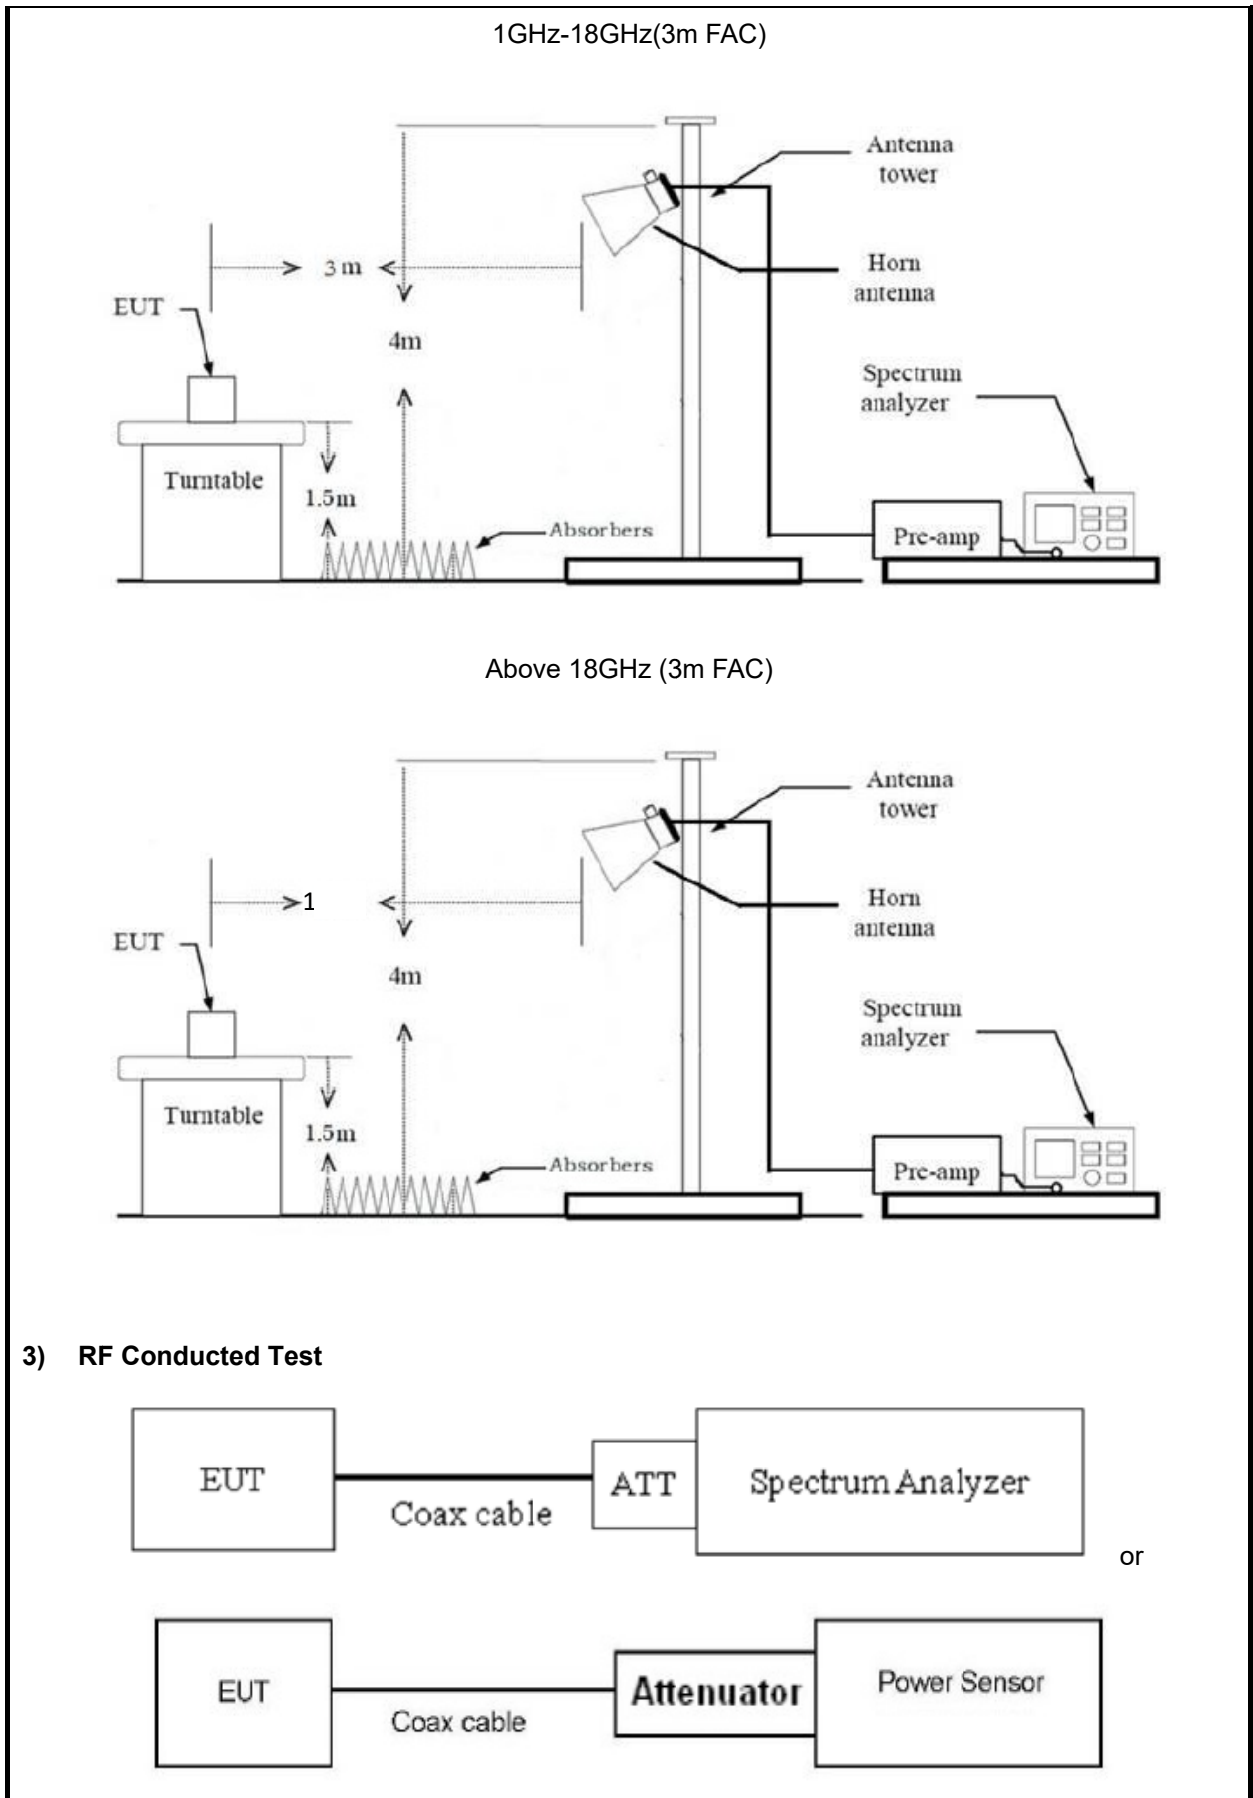 1GHz-18GHz(3m FAC)
Antenna
tower
3 m
Horn
antenna
EUT
4m
Spectrum
analyzer
Turntable
1.5m
Absorbers
Pre-amp
Above 18GHz (3m FAC)
Antenna
tower
1
Horn
antenna
EUT
4m
Spectrum
analyzer
Turntable
1.5m
Absorbers
Pre-amp
3) RF Conducted Test
EUT
Coax cable
ATT
Spectrum Analyzer
or
EUT
Coax cable
Attenuator
Power Sensor